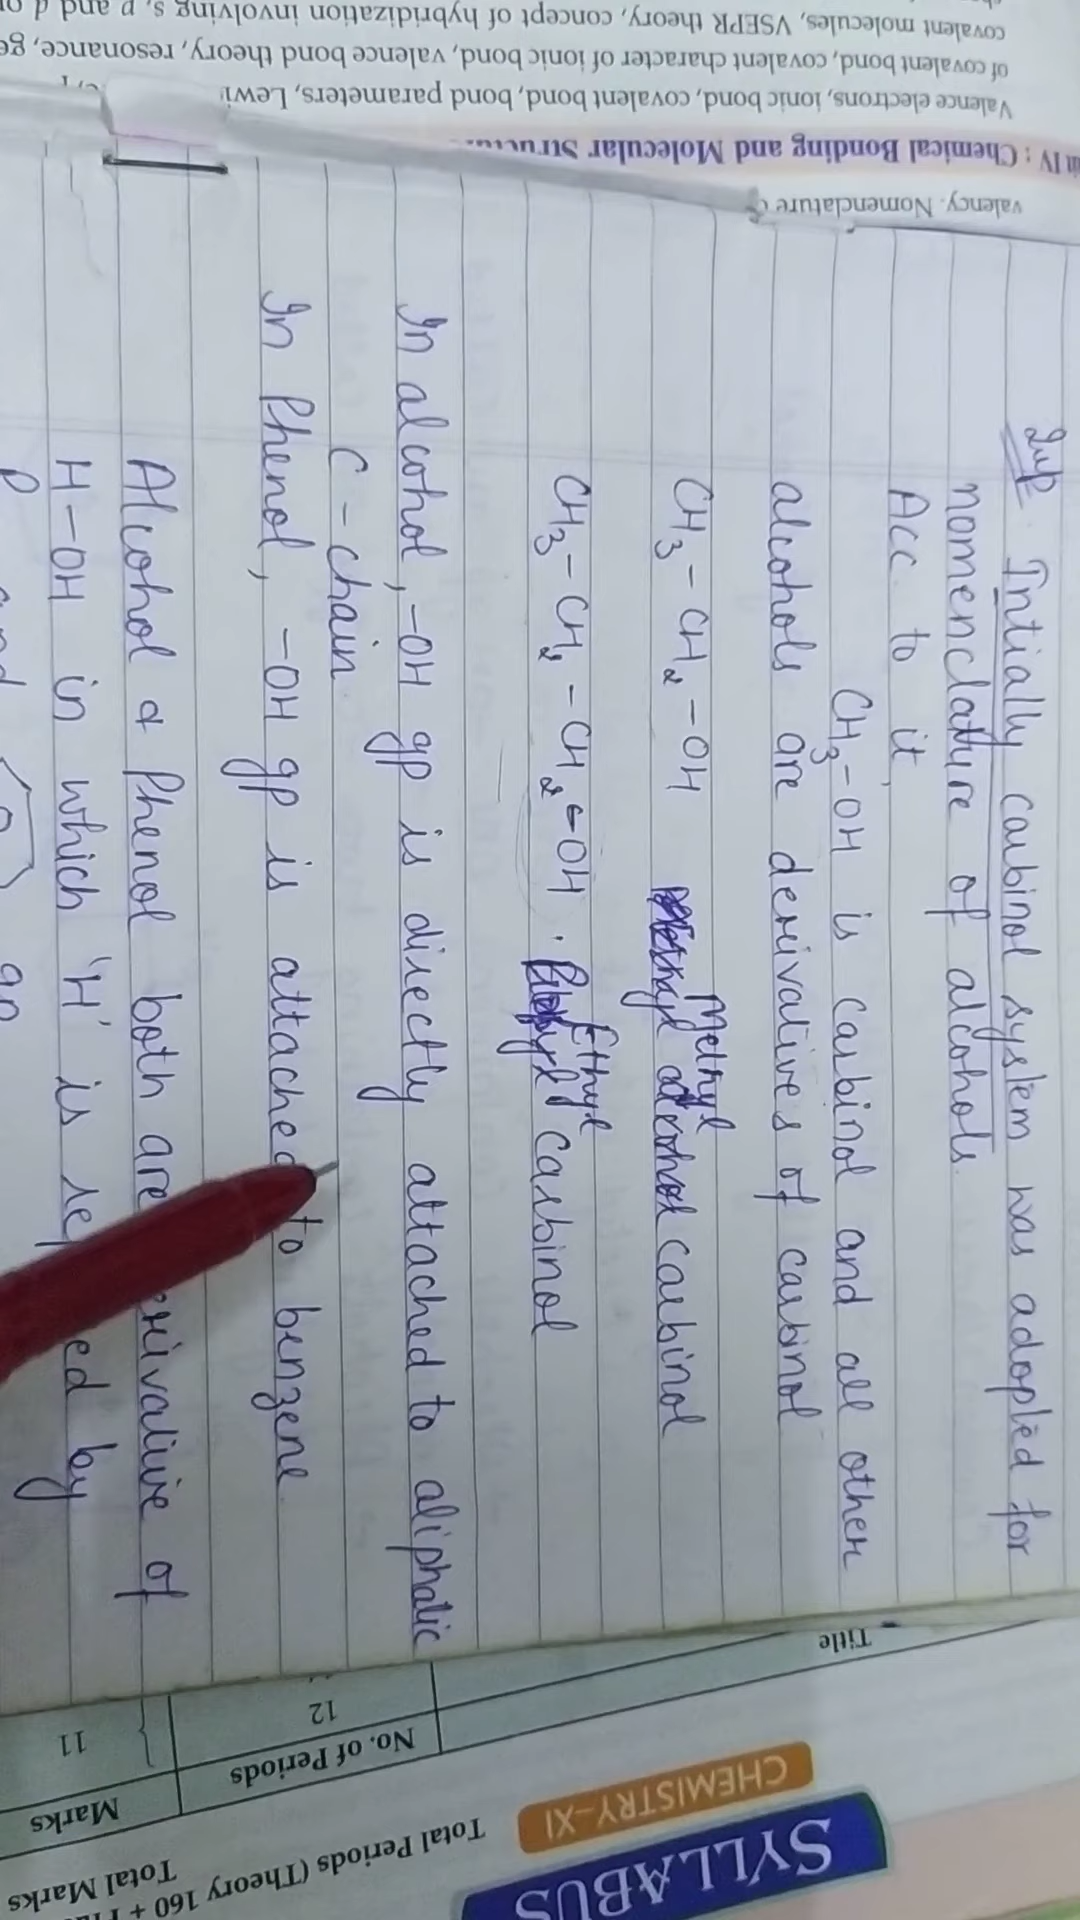 Imp. Intially carbinol system was adopted for
nomenclature of alcohols.
Acc. to it,
CH3-OH is carbinol and all other
alcohols are derivatives of carbinol
CH3-CH2-OH Methyl carbinol
CH3-CH2-CH2-OH. Ethyl carbinol
In alcohol, -OH gp is directly attached to aliphatic
C-chain.
In Phenol, -OH gp is attached to benzene.
Alcohol & Phenol both are erivative of
H-OH in which 'H' is ed by
SYLLABUS
CHEMISTRY-XI
Total Periods (Theory 160 +
Total Marks
Title
No. of Periods
Marks
12
11
valency. Nomenclature
IV : Chemical Bonding and Molecular
Valence electrons, ionic bond, covalent bond, bond parameters,
of covalent bond, covalent character of ionic bond, valence bond theory, resonance,
covalent molecules, VSEPR theory, concept of hybridization involving s, p and d